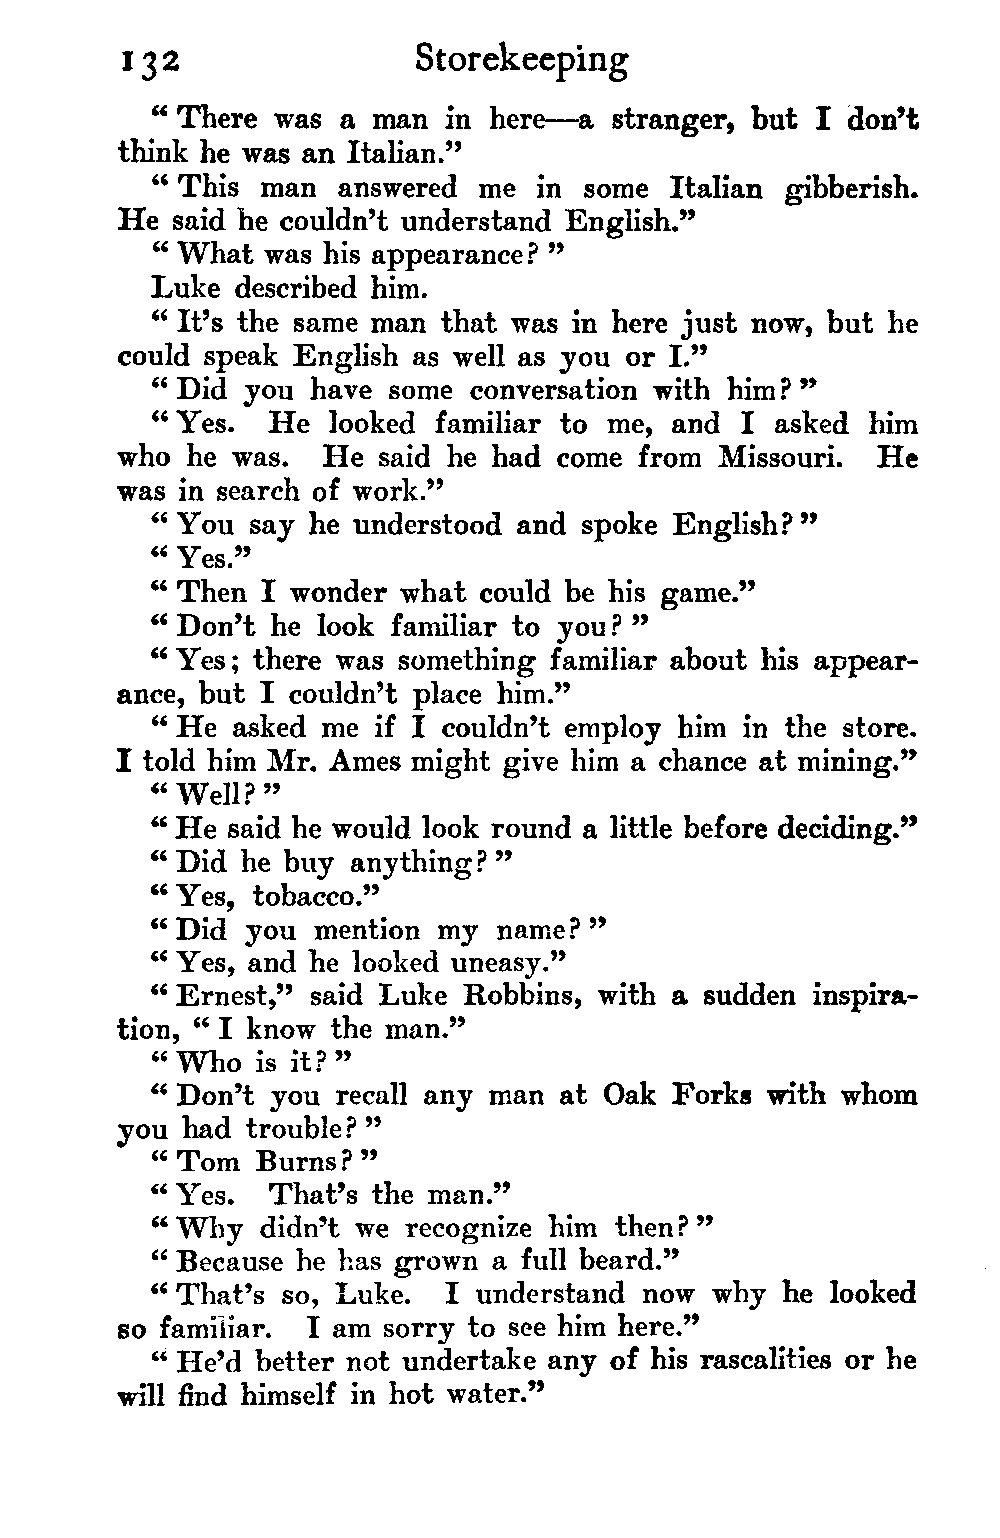 132 Storekeeping
“ There was a man in here—a stranger, but I don’t
think he was an Italian.”
“ This man answered me in some Italian gibberish.
He said he couldn’t understand English.”
“ What was his appearance? ”
Luke described him.
“ It’s the same man that was in here just now, but he
could speak English as well as you or I.”
“ Did you have some conversation with him? ”
“ Yes. He looked familiar to me, and I asked him
who he was. He said he had come from Missouri. He
was in search of work.”
“ You say he understood and spoke English? ”
“ Yes.”
“ Then I wonder what could be his game.”
“ Don’t he look familiar to you? ”
“ Yes; there was something familiar about his appear-
ance, but I couldn’t place him.”
“ He asked me if I couldn’t employ him in the store.
I told him Mr. Ames might give him a chance at mining.”
“ Well? ”
“ He said he would look round a little before deciding.”
“ Did he buy anything? ”
“ Yes, tobacco.”
“ Did you mention my name? ”
“ Yes, and he looked uneasy.”
“ Ernest,” said Luke Robbins, with a sudden inspira-
tion, “ I know the man.”
“ Who is it? ”
“ Don’t you recall any man at Oak Forks with whom
you had trouble? ”
“ Tom Burns? ”
“ Yes. That’s the man.”
“ Why didn’t we recognize him then? ”
“ Because he has grown a full beard.”
“ That’s so, Luke. I understand now why he looked
so familiar. I am sorry to see him here.”
“ He’d better not undertake any of his rascalities or he
will find himself in hot water.”